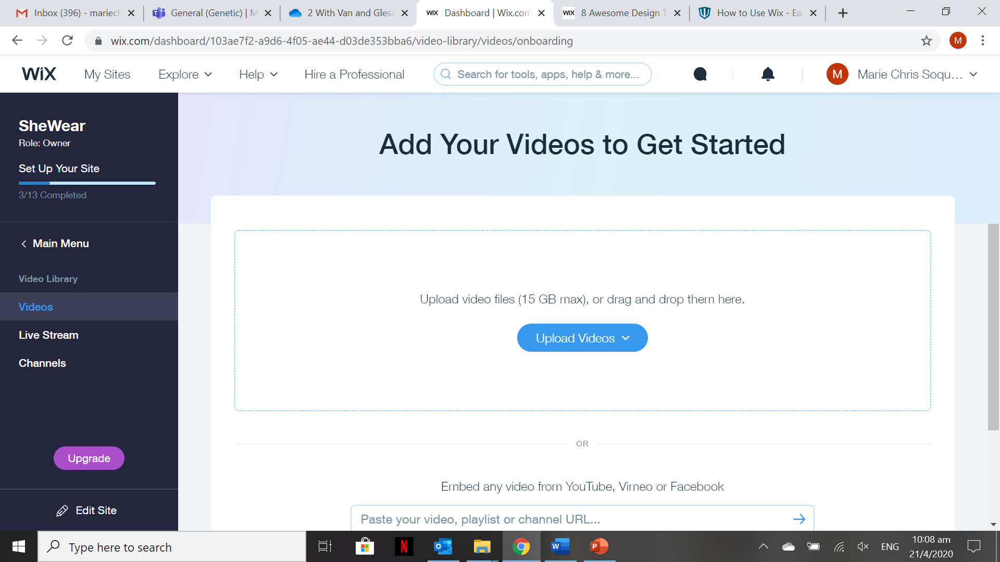 Inbox (396) - mariech
General (Genetic) | M
2 With Van and Glesa
WIX Dashboard | Wix.com
WIX 8 Awesome Design T
How to Use Wix - Ea
wix.com/dashboard/103ae7f2-a9d6-4f05-ae44-d03de353bba6/video-library/videos/onboarding
M
WIX
My Sites
Explore
Help
Hire a Professional
Search for tools, apps, help & more...
M
Marie Chris Soqu...
SheWear
Role: Owner
Set Up Your Site
3/13 Completed
Main Menu
Video Library
Videos
Live Stream
Channels
Upgrade
Edit Site
Add Your Videos to Get Started
Upload video files (15 GB max), or drag and drop them here.
Upload Videos
OR
Embed any video from YouTube, Vimeo or Facebook
Paste your video, playlist or channel URL...
Type here to search
ENG
10:08 am
21/4/2020